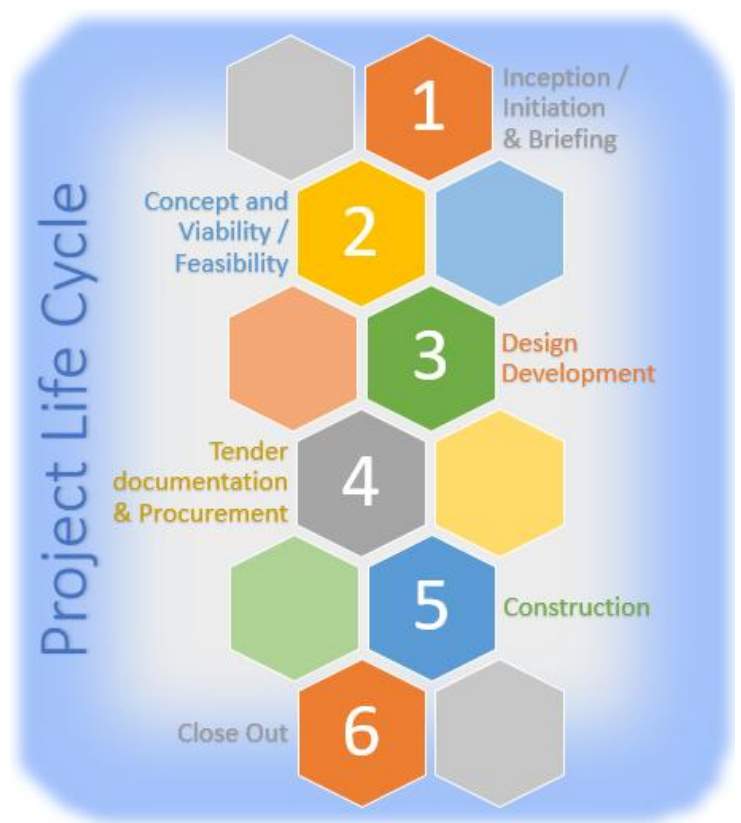 Project Life Cycle
1
Inception /
Initiation
& Briefing
Concept and
Viability /
Feasibility
2
3
Design
Development
Tender
documentation
& Procurement
4
5
Construction
Close Out
6